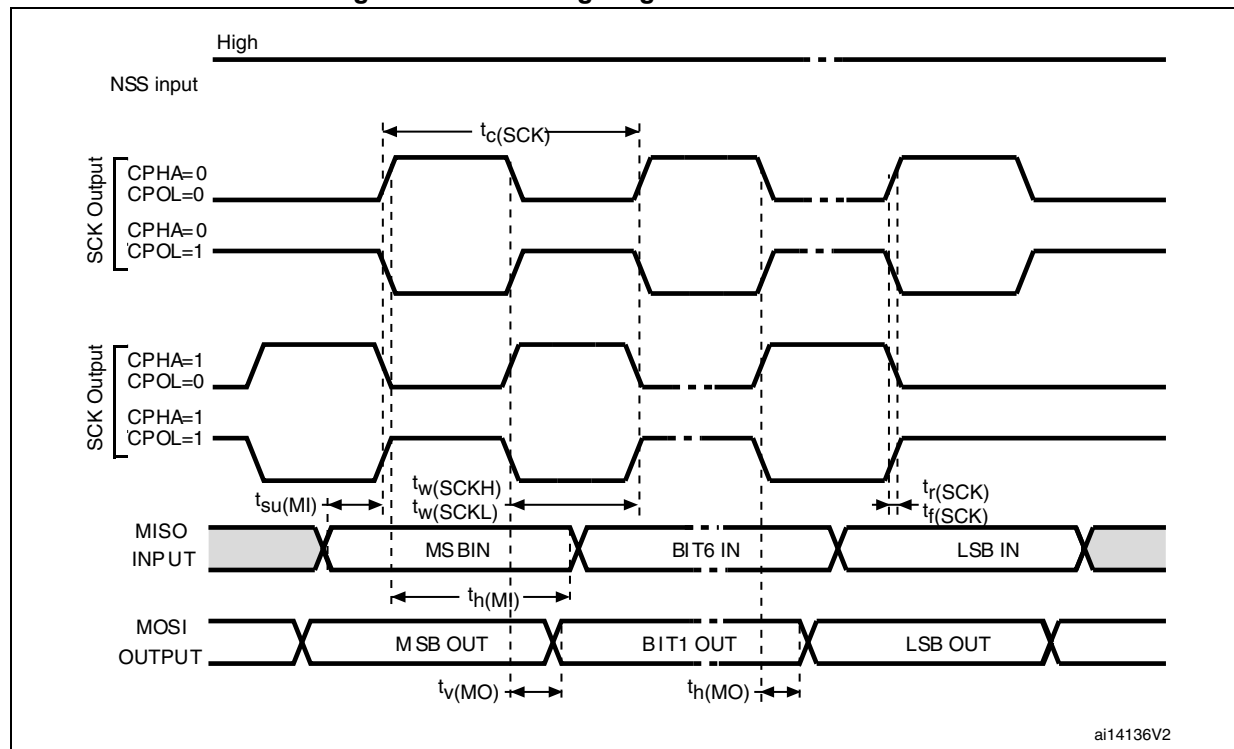 High
NSS input
tc(SCK)
SCK Output
CPHA=0
CPOL=0
CPHA=0
CPOL=1
SCK Output
CPHA=1
CPOL=0
CPHA=1
CPOL=1
tsu(MI)
tw(SCKH)
tw(SCKL)
tr(SCK)
tf(SCK)
MISO
INPUT
MSBIN
BIT6 IN
LSB IN
th(MI)
MOSI
OUTPUT
MSB OUT
BIT1 OUT
LSB OUT
tv(MO)
th(MO)
ai14136V2